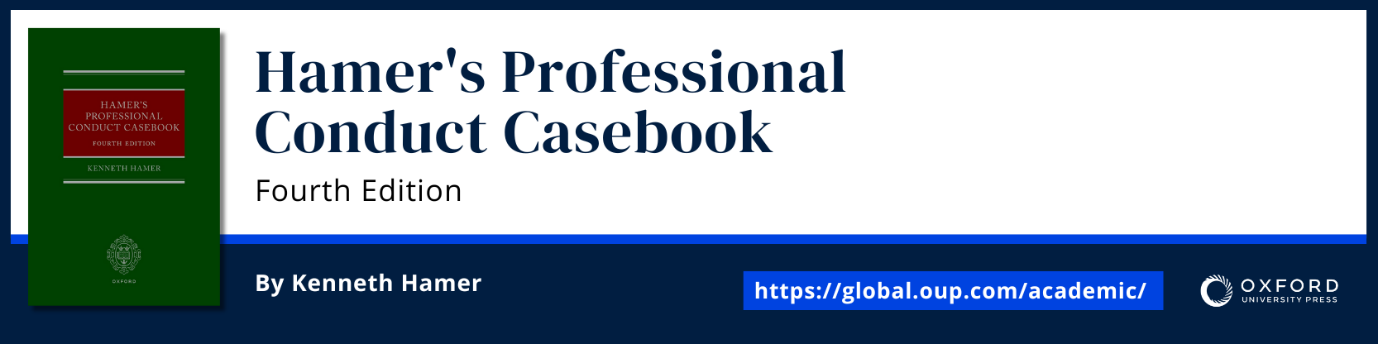 HAMER'S
PROFESSIONAL
CONDUCT CASEBOOK
FOURTH EDITION
KENNETH HAMER
OXFORD
Hamer's Professional
Conduct Casebook
Fourth Edition
By Kenneth Hamer
https://global.oup.com/academic/
OXFORD
UNIVERSITY PRESS